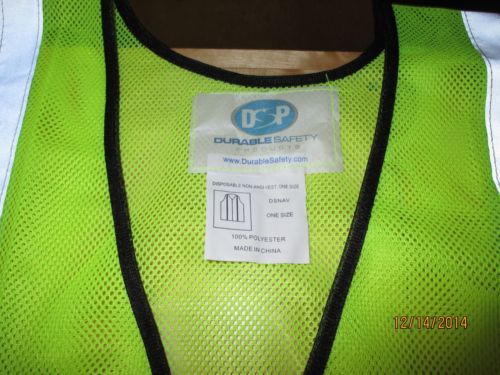 DSP
DURABLE SAFETY
PRODUCTS
www.DurableSafety.com
DISPOSABLE NON-ANSI VEST, ONE SIZE
DSNAV
ONE SIZE
100% POLYESTER
MADE IN CHINA
12/14/2014